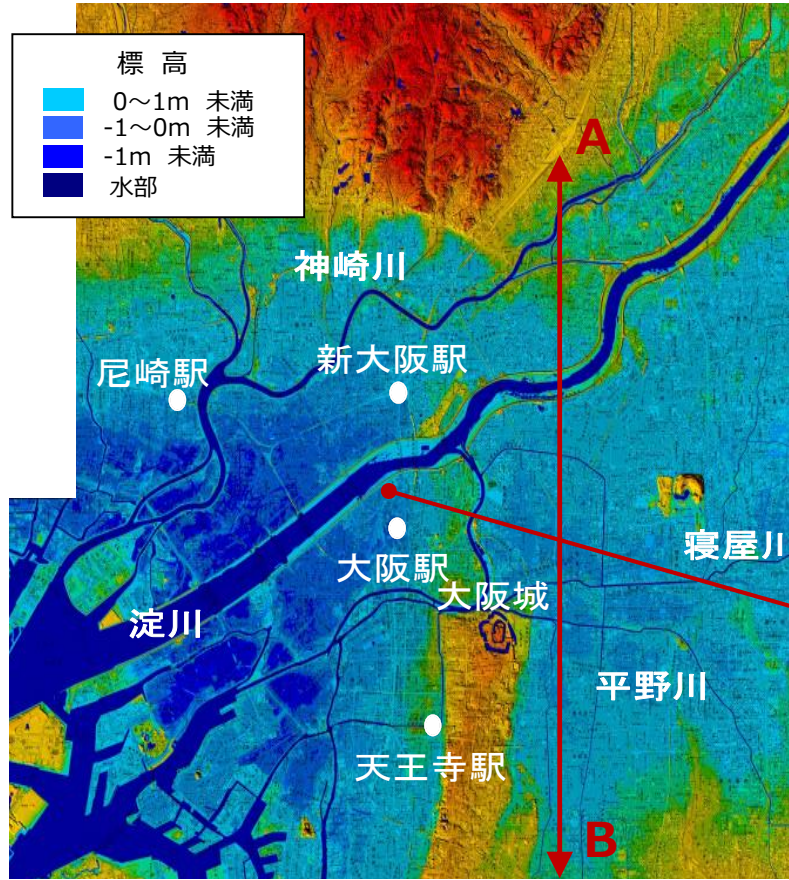 標 高
0～1m 未満
-1～0m 未満
-1m 未満
水部
A
神崎川
新大阪駅
尼崎駅
大阪駅
寝屋川
大阪城
淀川
平野川
天王寺駅
B